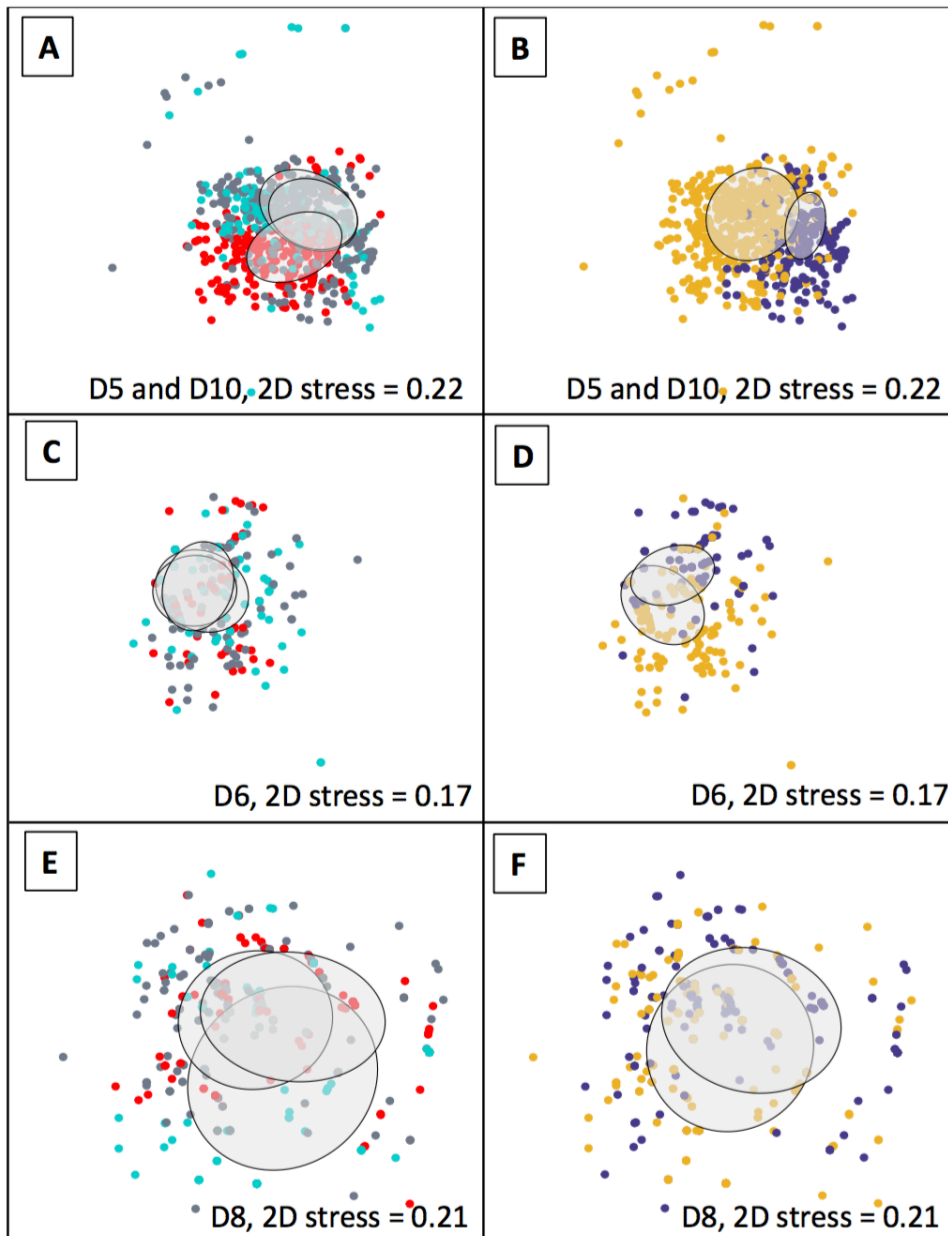 A
B
D5 and D10, 2D stress = 0.22
D5 and D10, 2D stress = 0.22
C
D
D6, 2D stress = 0.17
D6, 2D stress = 0.17
E
F
D8, 2D stress = 0.21
D8, 2D stress = 0.21